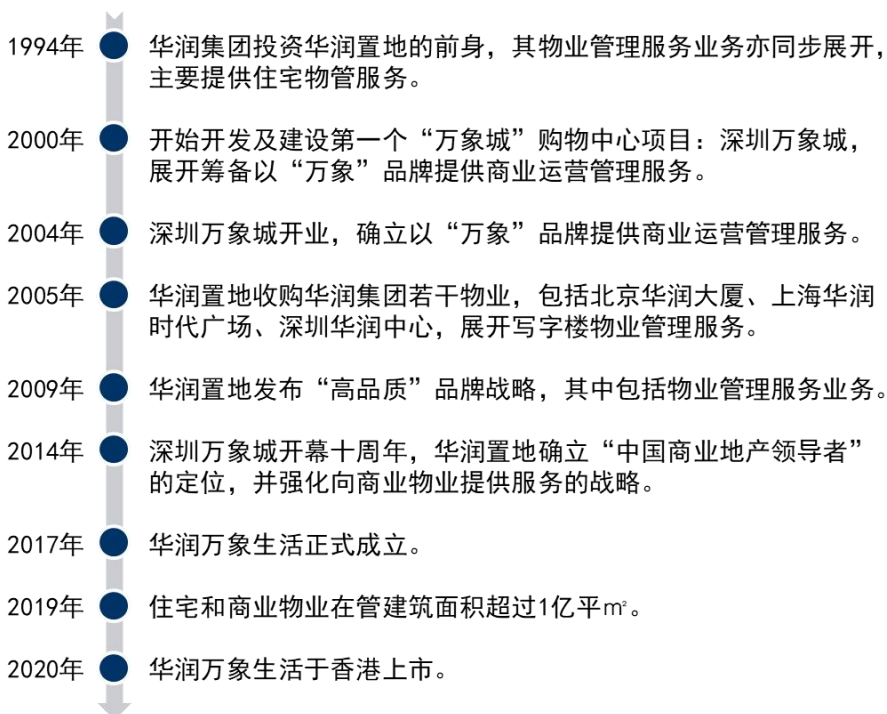 1994年 华润集团投资华润置地的前身，其物业管理服务业务亦同步展开，
主要提供住宅物管服务。
2000年 开始开发及建设第一个“万象城”购物中心项目：深圳万象城，
展开筹备以“万象”品牌提供商业运营管理服务。
2004年 深圳万象城开业，确立以“万象”品牌提供商业运营管理服务。
2005年 华润置地收购华润集团若干物业，包括北京华润大厦、上海华润
时代广场、深圳华润中心，展开写字楼物业管理服务。
2009年 华润置地发布“高品质”品牌战略，其中包括物业管理服务业务。
2014年 深圳万象城开幕十周年，华润置地确立“中国商业地产领导者”
的定位，并强化向商业物业提供服务的战略。
2017年 华润万象生活正式成立。
2019年 住宅和商业物业在管建筑面积超过1亿平㎡。
2020年 华润万象生活于香港上市。